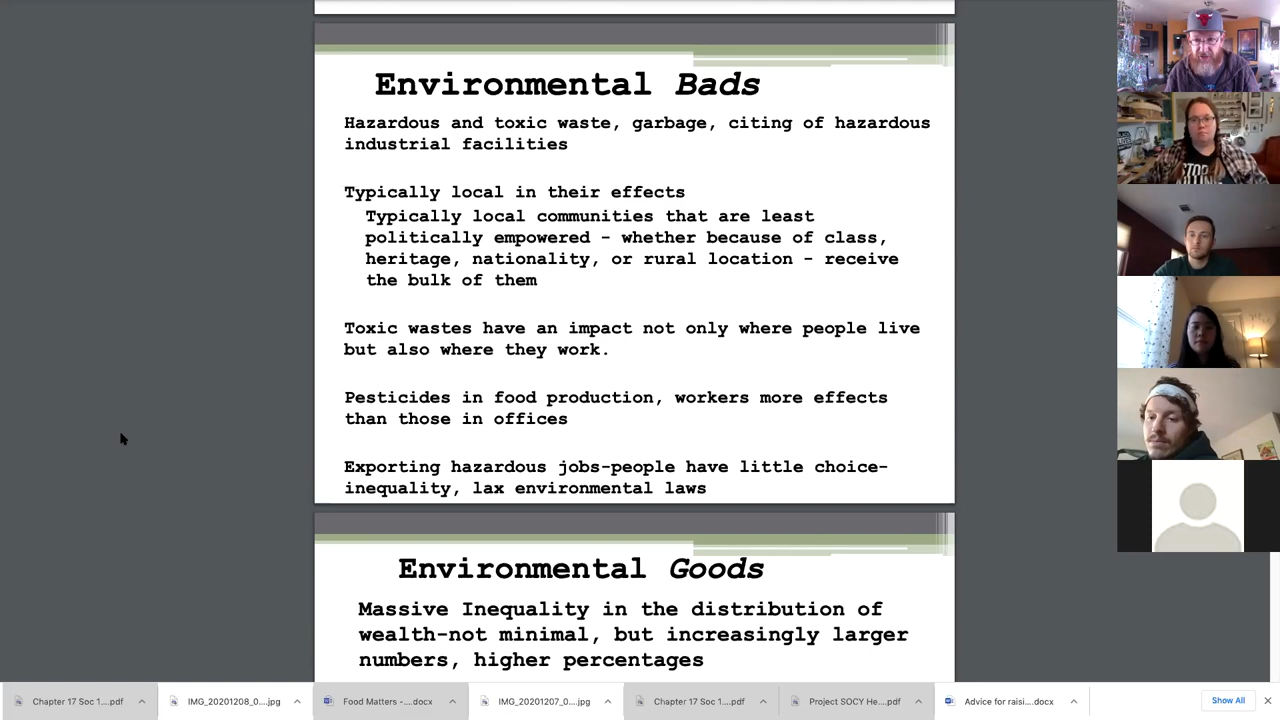 Environmental Bads
Hazardous and toxic waste, garbage, citing of hazardous
industrial facilities
Typically local in their effects
Typically local communities that are least
politically empowered – whether because of class,
heritage, nationality, or rural location – receive
the bulk of them
Toxic wastes have an impact not only where people live
but also where they work.
Pesticides in food production, workers more effects
than those in offices
Exporting hazardous jobs-people have little choice-
inequality, lax environmental laws
Environmental Goods
Massive Inequality in the distribution of
wealth-not minimal, but increasingly larger
numbers, higher percentages
Chapter 17 Soc 1....pdf
IMG_20201208_0....jpg
Food Matters -....docx
IMG_20201207_0....jpg
Chapter 17 Soc 1....pdf
Project SOCY He....pdf
Advice for raisi....docx
Show All